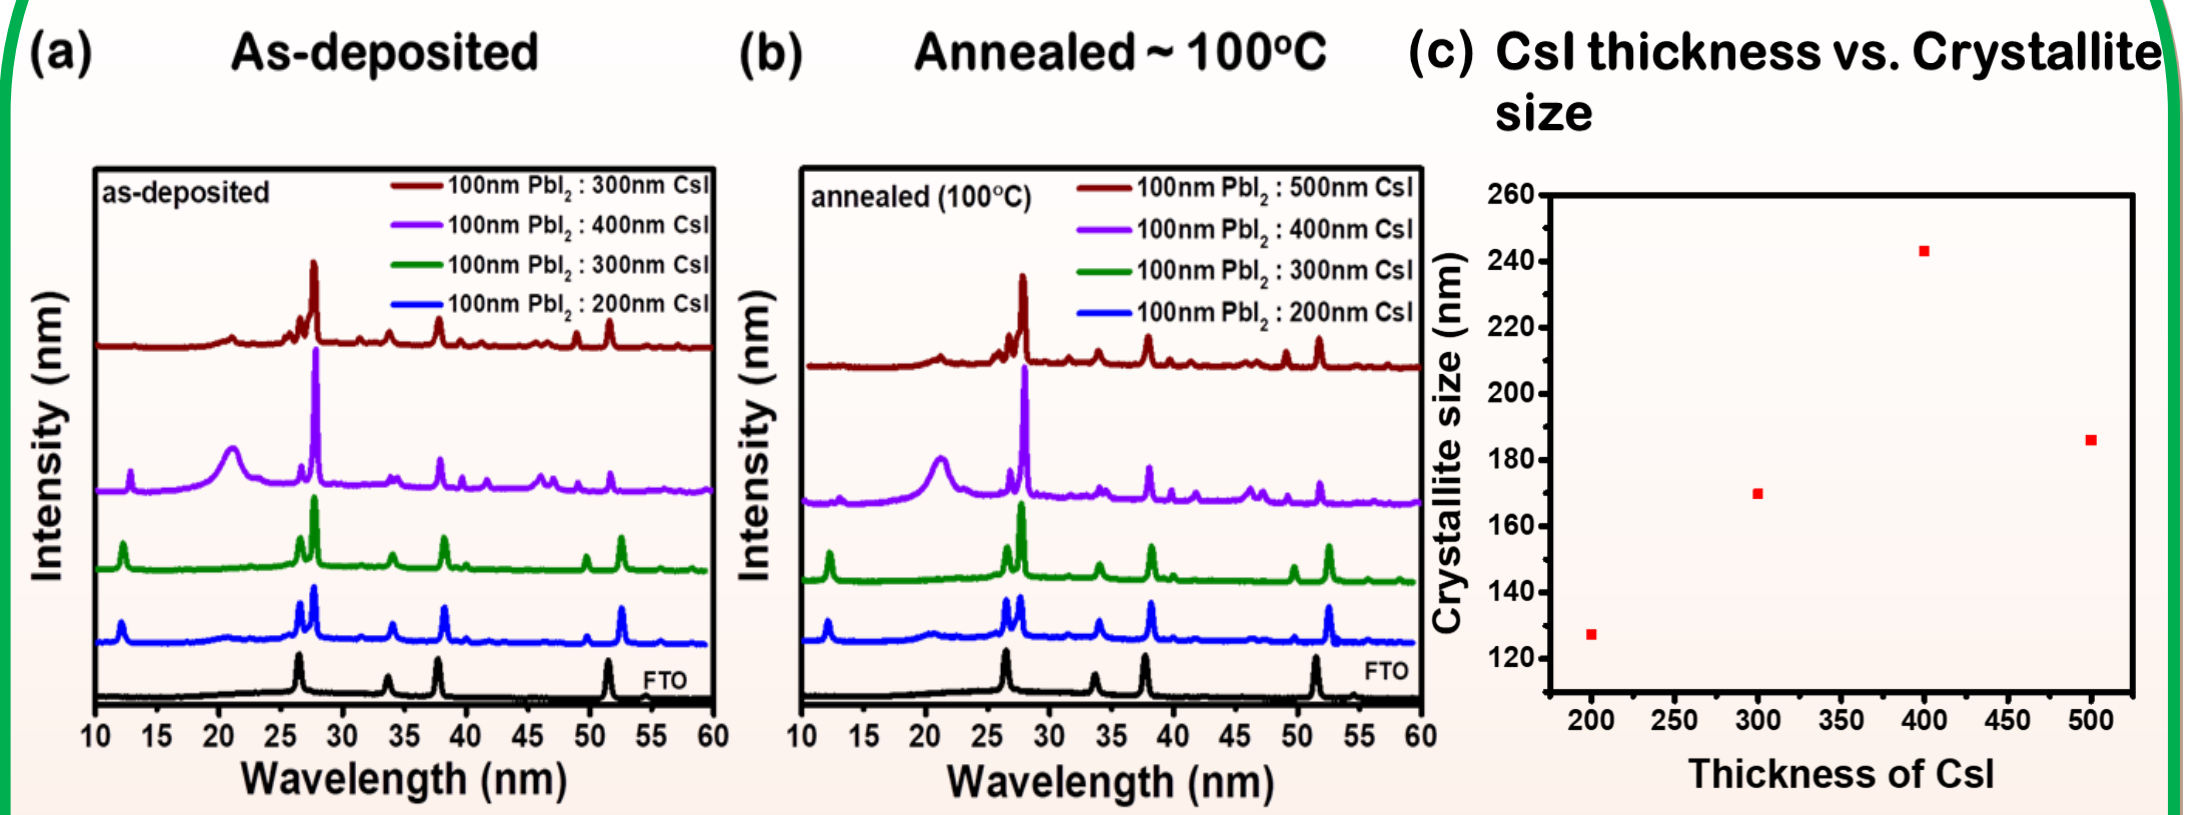 (a) As-deposited
as-deposited
100nm PbI₂ : 300nm CsI
100nm PbI₂ : 400nm CsI
100nm PbI₂ : 300nm CsI
100nm PbI₂ : 200nm CsI
FTO
Intensity (nm)
10 15 20 25 30 35 40 45 50 55 60
Wavelength (nm)
(b) Annealed ~ 100°C
annealed (100°C)
100nm PbI₂ : 500nm CsI
100nm PbI₂ : 400nm CsI
100nm PbI₂ : 300nm CsI
100nm PbI₂ : 200nm CsI
FTO
Intensity (nm)
10 15 20 25 30 35 40 45 50 55 60
Wavelength (nm)
(c) CsI thickness vs. Crystallite
size
Crystallite size (nm)
260
240
220
200
180
160
140
120
200 250 300 350 400 450 500
Thickness of CsI